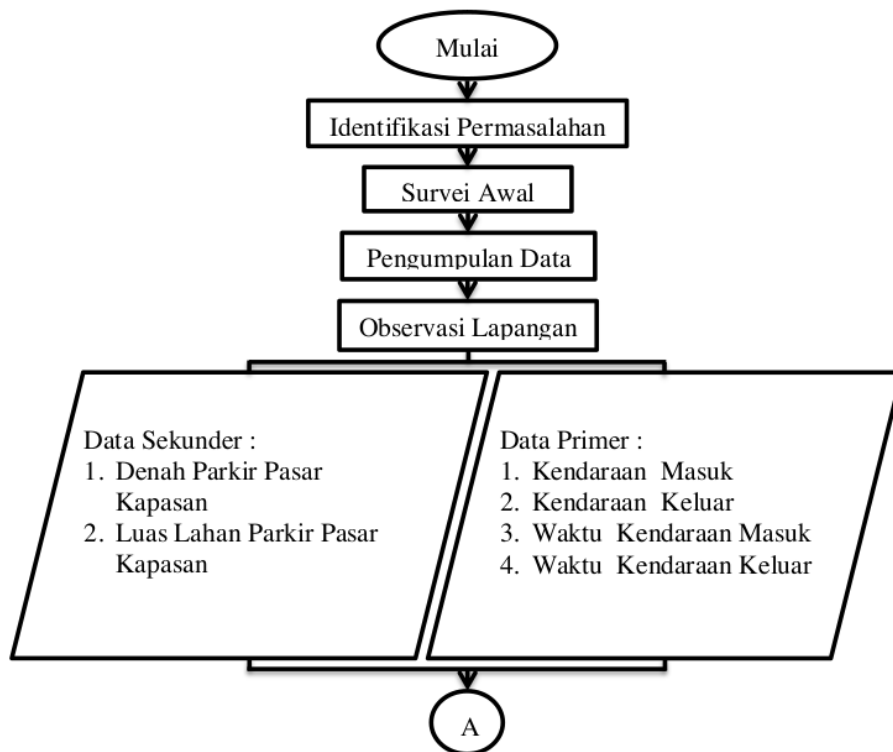 Mulai
Identifikasi Permasalahan
Survei Awal
Pengumpulan Data
Observasi Lapangan
Data Sekunder :
1. Denah Parkir Pasar
Kapasan
2. Luas Lahan Parkir Pasar
Kapasan
Data Primer :
1. Kendaraan Masuk
2. Kendaraan Keluar
3. Waktu Kendaraan Masuk
4. Waktu Kendaraan Keluar
A